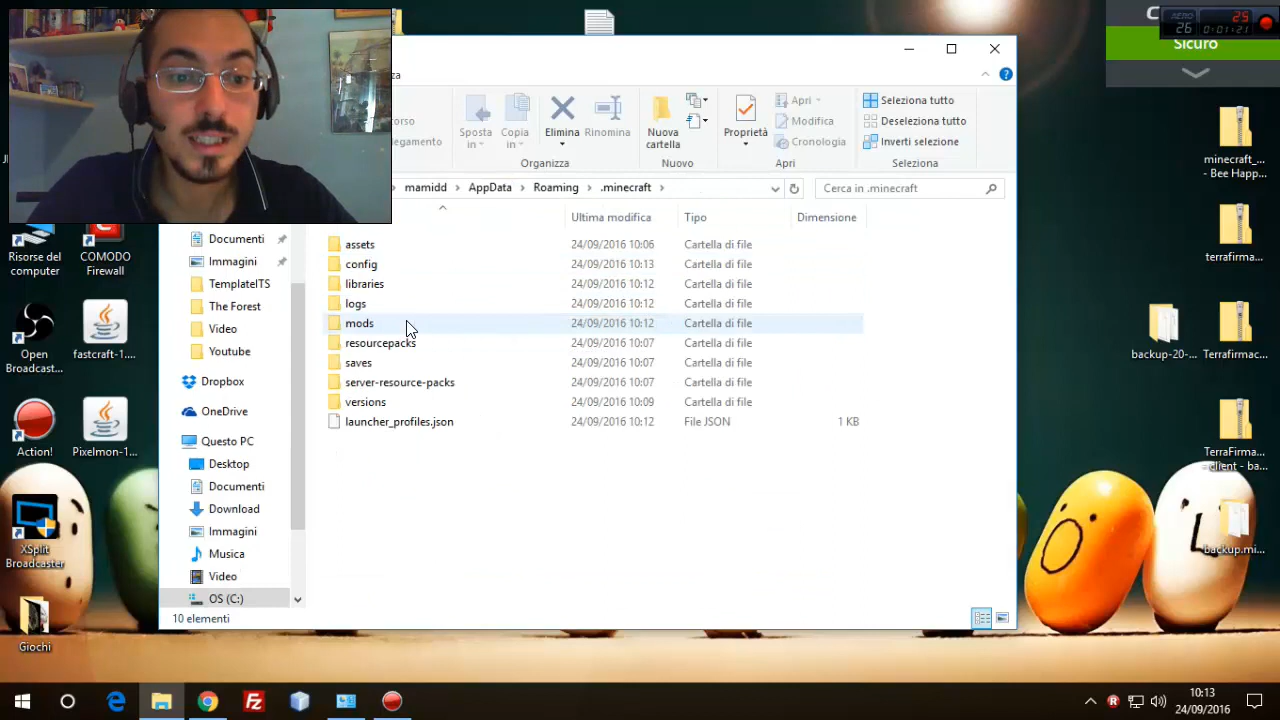 25
26
0:01:21
Sicuro
za
orso
legamento
Sposta in
Copia in
Elimina
Rinomina
Organizza
Nuova cartella
Nuovo
Proprietà
Apri
Modifica
Cronologia
Apri
Seleziona tutto
Deseleziona tutto
Inverti selezione
Seleziona
mamidd > AppData > Roaming > .minecraft >
Cerca in .minecraft
Ultima modifica Tipo Dimensione
assets 24/09/2016 10:06 Cartella di file
config 24/09/2016 10:13 Cartella di file
libraries 24/09/2016 10:12 Cartella di file
logs 24/09/2016 10:12 Cartella di file
mods 24/09/2016 10:12 Cartella di file
resourcepacks 24/09/2016 10:07 Cartella di file
saves 24/09/2016 10:07 Cartella di file
server-resource-packs 24/09/2016 10:07 Cartella di file
versions 24/09/2016 10:09 Cartella di file
launcher_profiles.json 24/09/2016 10:12 File JSON 1 KB
Documenti
Immagini
TemplateITS
The Forest
Video
Youtube
Dropbox
OneDrive
Questo PC
Desktop
Documenti
Download
Immagini
Musica
Video
OS (C:)
10 elementi
Risorse del computer
COMODO Firewall
Open Broadcast...
fastcraft-1....
Action!
Pixelmon-1...
XSplit Broadcaster
Giochi
minecraft_... - Bee Happ...
terrafirma...
backup-20-...
Terrafirmac...
TerraFirma... - client - ba...
backup.mi...
10:13
24/09/2016